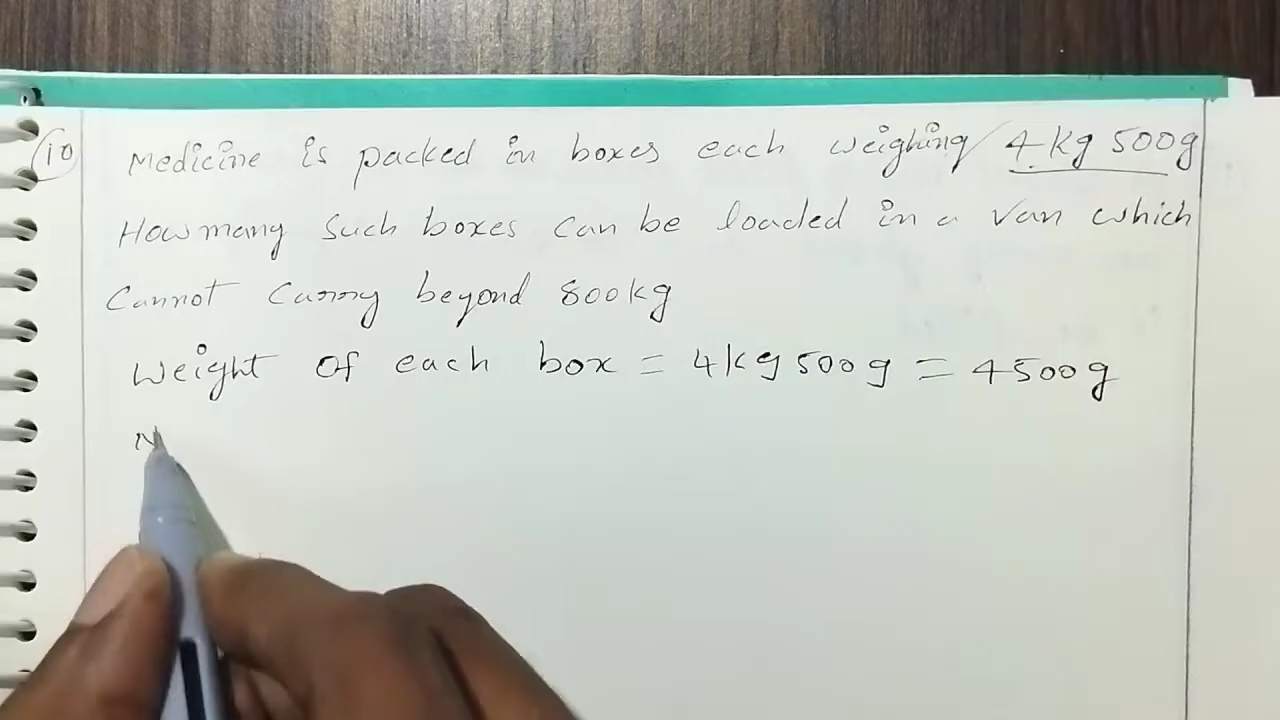 (10) Medicine is packed in boxes each weighing 4 kg 500g
How many such boxes can be loaded in a van which
Cannot Carry beyond 800kg
Weight of each box = 4kg 500g = 4500g
N